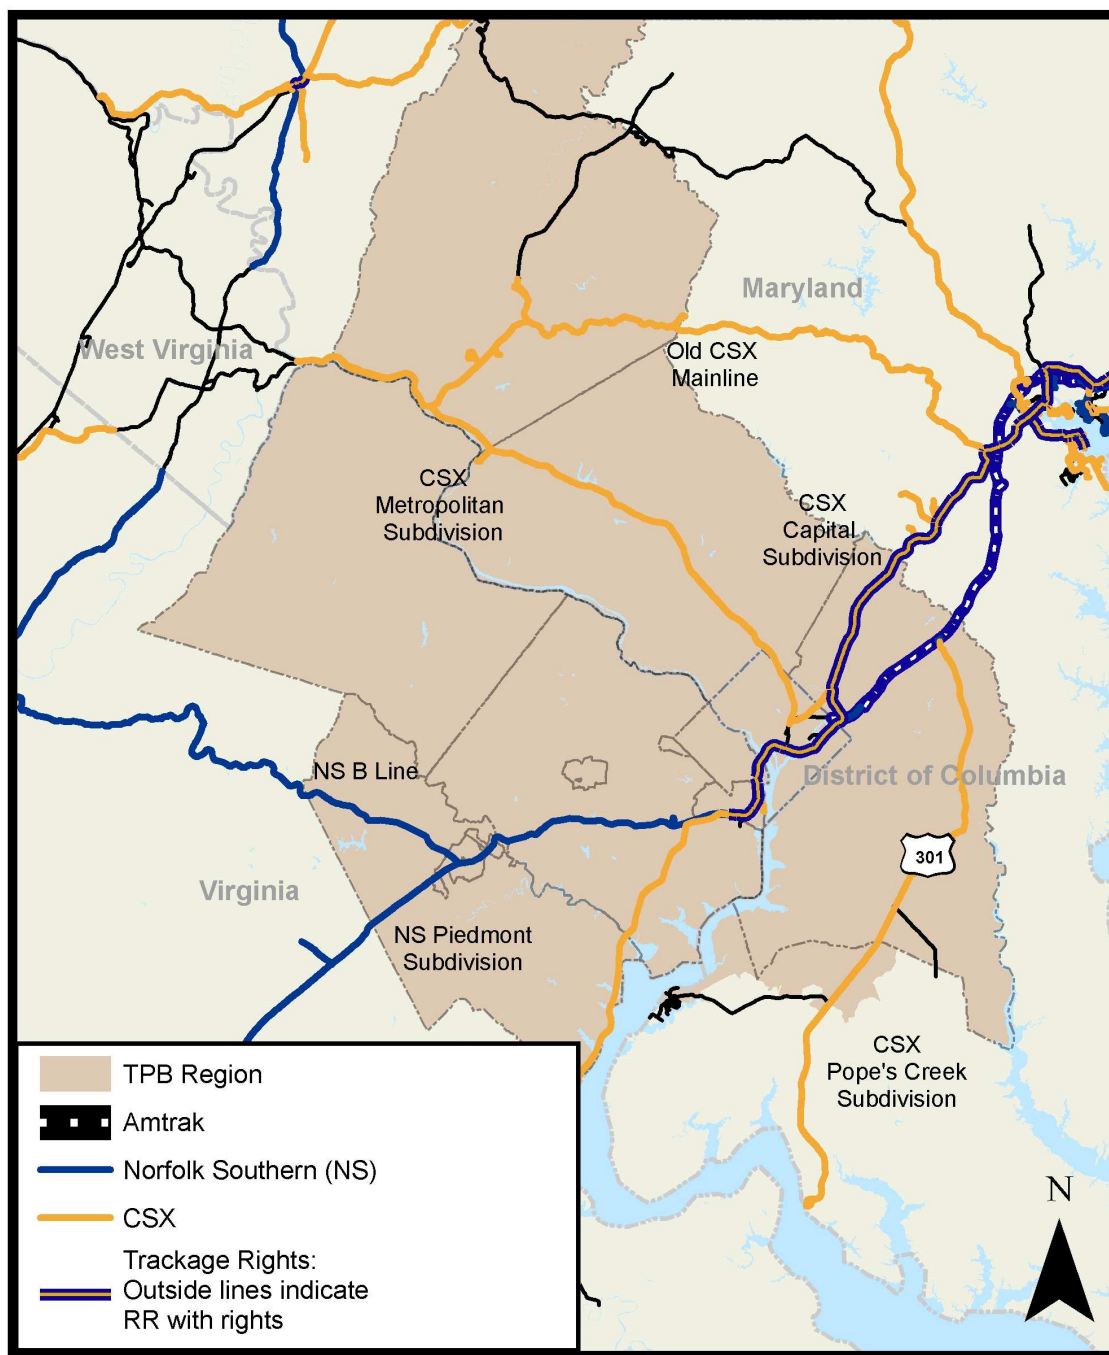 Maryland
West Virginia
Old CSX
Mainline
CSX
Metropolitan
Subdivision
CSX
Capital
Subdivision
NS B Line
District of Columbia
301
Virginia
NS Piedmont
Subdivision
CSX
Pope's Creek
Subdivision
TPB Region
Amtrak
Norfolk Southern (NS)
CSX
Trackage Rights:
Outside lines indicate
RR with rights
N